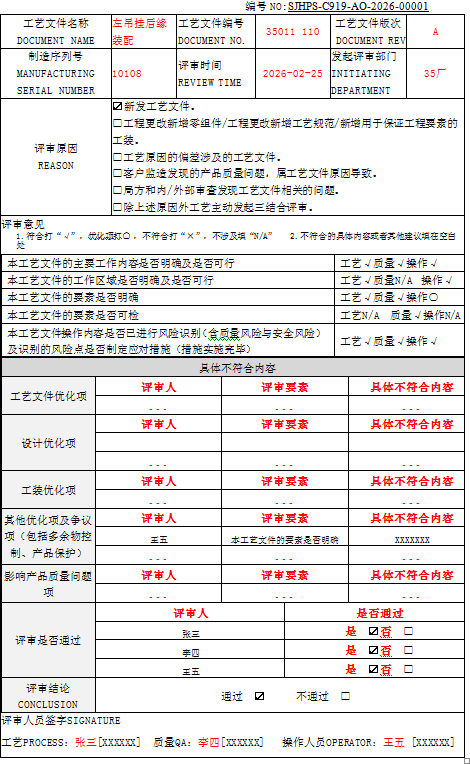 编号 NO:SJHPS-C919-AO-2026-00001
工艺文件名称 DOCUMENT NAME 左吊挂后缘装配 工艺文件编号 DOCUMENT NO. 35011 110 工艺文件版次 DOCUMENT REV A
制造序列号 MANUFACTURING SERIAL NUMBER 10108 评审时间 REVIEW TIME 2026-02-25 发起评审部门 INITIATING DEPARTMENT 35厂
评审原因
REASON
☑新发工艺文件。
☐工程更改新增零组件/工程更改新增工艺规范/新增用于保证工程要素的
工装。
☐工艺原因的偏差涉及的工艺文件。
☐客户监造发现的产品质量问题，属工艺文件原因导致。
☐局方和内/外部审查发现工艺文件相关的问题。
☐除上述原因外工艺主动发起三结合评审。
评审意见
1.符合打“√”，优化项打○，不符合打“×”，不涉及填“N/A” 2.不符合的具体内容或者其他建议填在空白
处
本工艺文件的主要工作内容是否明确及是否可行 工艺√质量√操作√
本工艺文件的工作区域是否明确及是否可行 工艺√质量N/A 操作√
本工艺文件的要素是否明确 工艺√质量√操作○
本工艺文件的要素是否可检 工艺N/A 质量√操作N/A
本工艺文件操作内容是否已进行风险识别（含质量风险与安全风险）
及识别的风险点是否制定应对措施（措施实施完毕） 工艺√质量√操作√
具体不符合内容
工艺文件优化项 评审人 评审要素 具体不符合内容
--- --- ---
设计优化项 评审人 评审要素 具体不符合内容
--- --- ---
工装优化项 评审人 评审要素 具体不符合内容
--- --- ---
其他优化项及争议项（包括多余物控制、产品保护） 评审人 评审要素 具体不符合内容
王五 本工艺文件的要素是否明确 XXXXXXX
--- --- ---
影响产品质量问题项 评审人 评审要素 具体不符合内容
--- --- ---
评审是否通过 评审人 是否通过
张三 是 ☑否 ☐
李四 是 ☑否 ☐
王五 是 ☑否 ☐
评审结论
CONCLUSION
通过 ☑ 不通过 ☐
评审人员签字SIGNATURE
工艺PROCESS：张三[XXXXXX] 质量QA：李四[XXXXXX] 操作人员OPERATOR：王五 [XXXXXX]